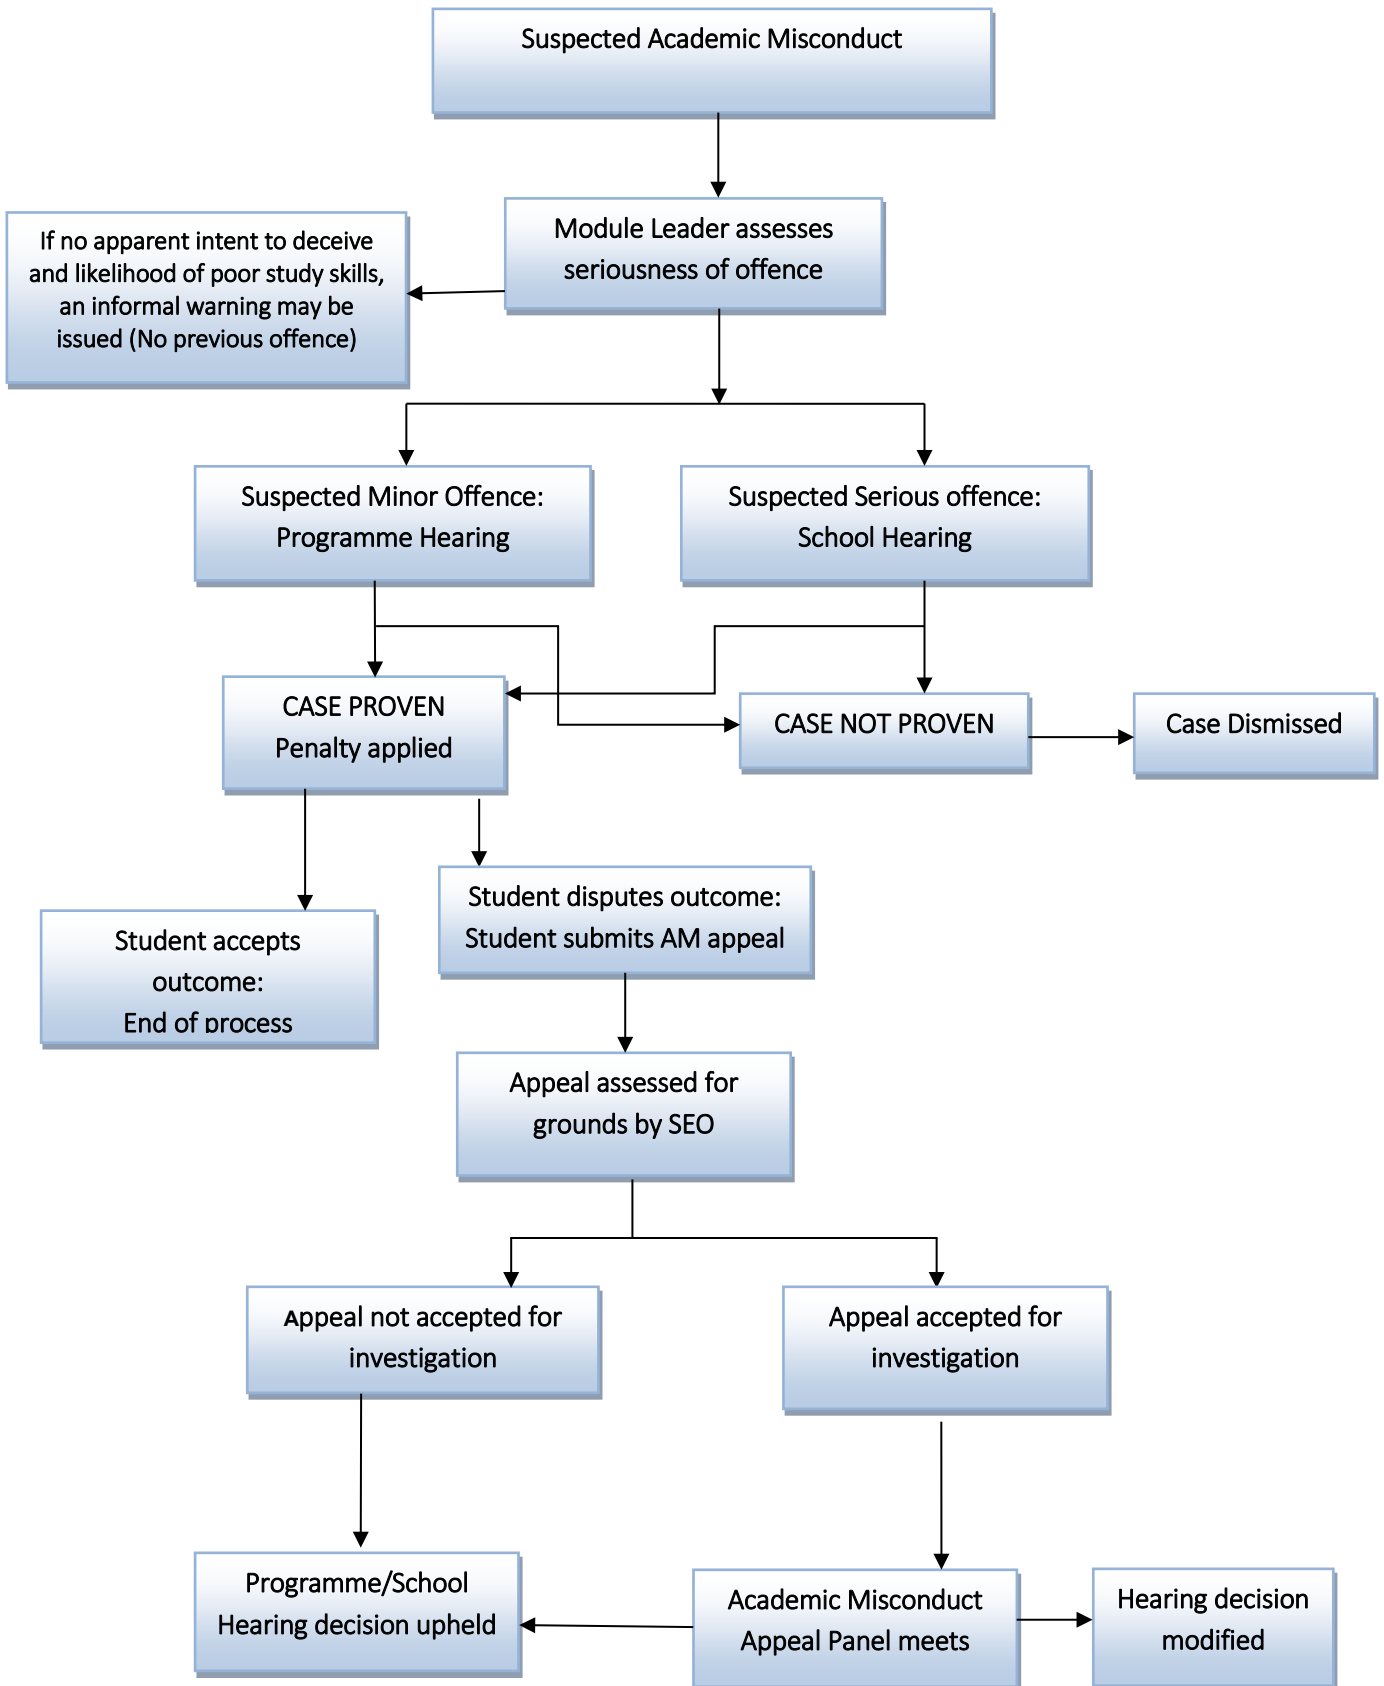 Suspected Academic Misconduct
Module Leader assesses
seriousness of offence
If no apparent intent to deceive
and likelihood of poor study skills,
an informal warning may be
issued (No previous offence)
Suspected Minor Offence:
Programme Hearing
Suspected Serious offence:
School Hearing
CASE PROVEN
Penalty applied
CASE NOT PROVEN
Case Dismissed
Student accepts
outcome:
End of process
Student disputes outcome:
Student submits AM appeal
Appeal assessed for
grounds by SEO
Appeal not accepted for
investigation
Appeal accepted for
investigation
Programme/School
Hearing decision upheld
Academic Misconduct
Appeal Panel meets
Hearing decision
modified